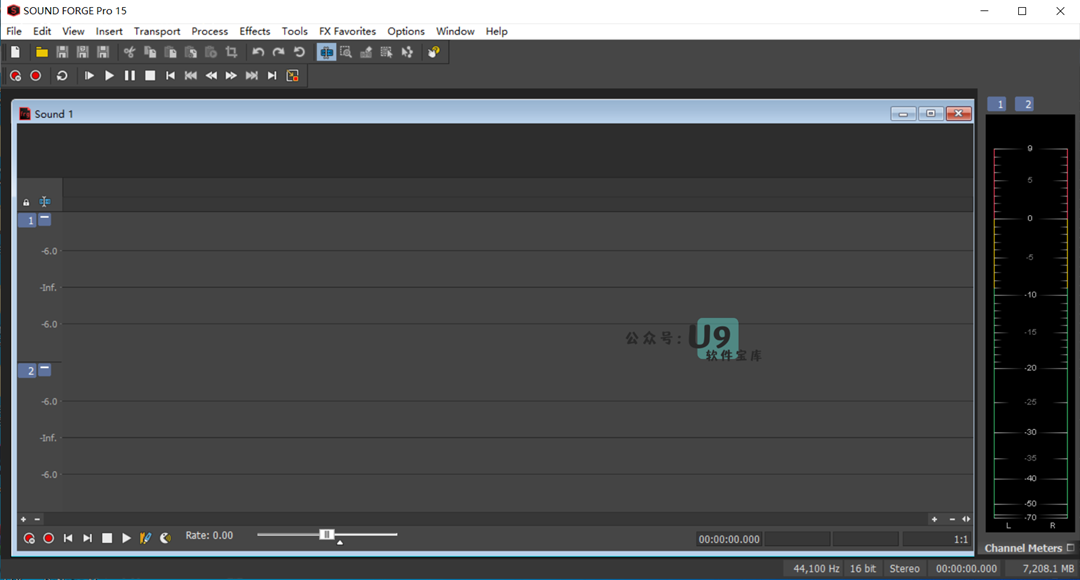 SOUND FORGE Pro 15
File Edit View Insert Transport Process Effects Tools FX Favorites Options Window Help
Sound 1
1 2
9
5
0
-5
-10
-15
-20
-25
-30
-35
-40
-50
-70
L R
1
-6.0
-Inf.
-6.0
公众号：U9
软件宝库
2
-6.0
-Inf.
-6.0
Rate: 0.00
00:00:00.000
1:1
Channel Meters
44,100 Hz 16 bit Stereo 00:00:00.000 7,208.1 MB